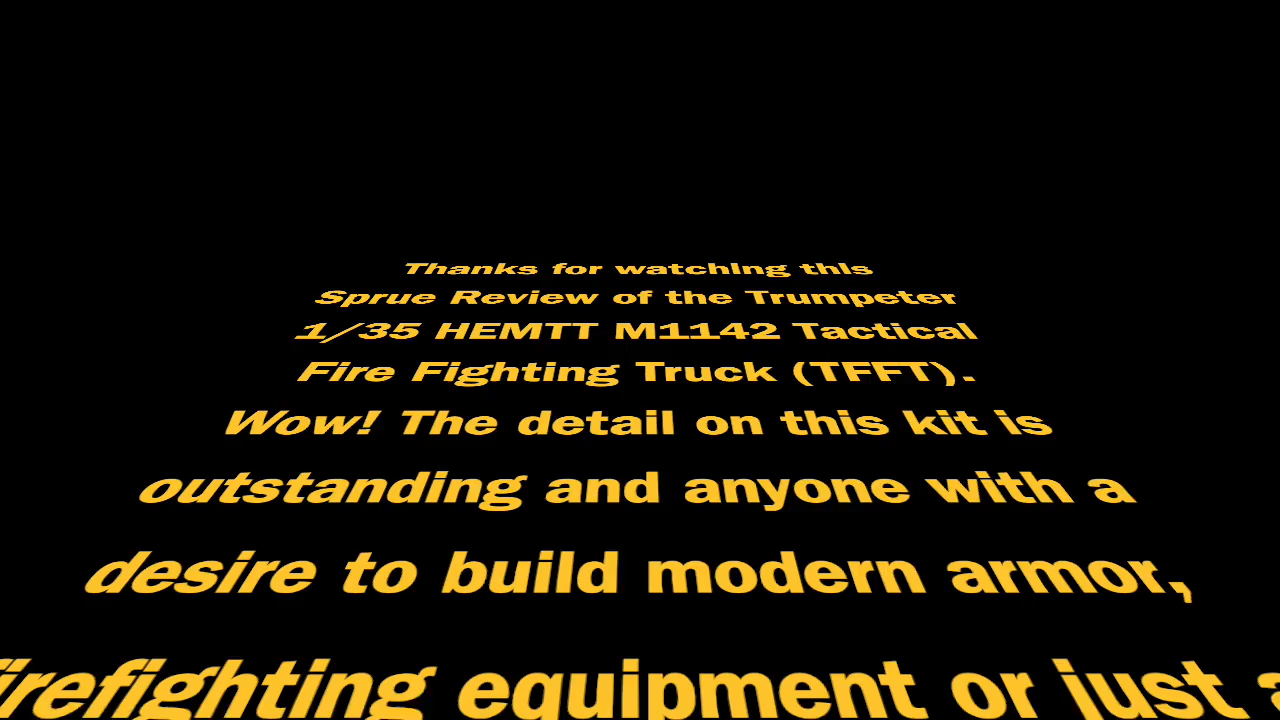 Thanks for watching this
Sprue Review of the Trumpeter
1/35 HEMTT M1142 Tactical
Fire Fighting Truck (TFFT).
Wow! The detail on this kit is
outstanding and anyone with a
desire to build modern armor,
firefighting equipment or just a